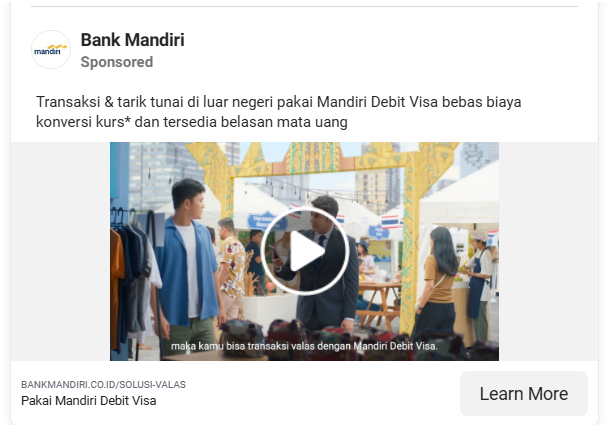 mandiri
Bank Mandiri
Sponsored
Transaksi & tarik tunai di luar negeri pakai Mandiri Debit Visa bebas biaya
konversi kurs* dan tersedia belasan mata uang
maka kamu bisa transaksi valas dengan Mandiri Debit Visa.
BANKMANDIRI.CO.ID/SOLUSI-VALAS
Pakai Mandiri Debit Visa
Learn More